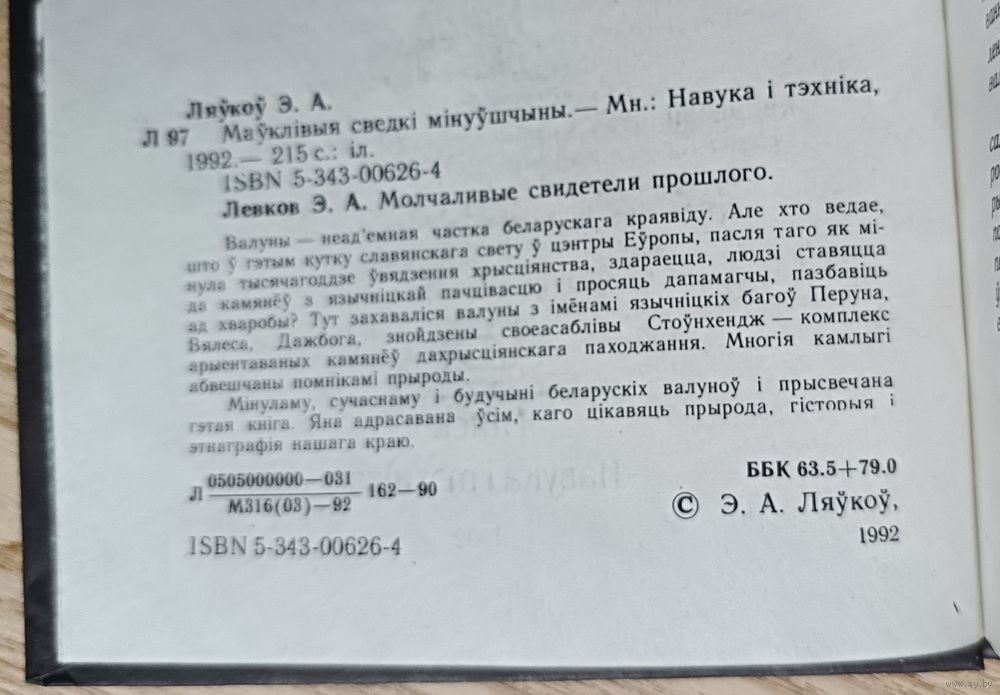 Ляўкоў Э. А.
Л 97 Маўклівыя сведкі мінуўшчыны.— Мн.: Навука і тэхніка,
1992.— 215 с.: іл.
ISBN 5-343-00626-4
Левков Э. А. Молчаливые свидетели прошлого.
Валуны — неад'емная частка беларускага краявіду. Але хто ведае,
што ў гэтым кутку славянскага свету ў цэнтры Еўропы, пасля таго як мі-
нула тысячагоддзе ўвядзення хрысціянства, здараецца, людзі ставяцца
да камянёў з язычніцкай пачцівасцю і просяць дапамагчы, пазбавіць
ад хваробы? Тут захаваліся валуны з імёнамі язычніцкіх багоў Перуна,
Вялеса, Дажбога, знойдзены своеасаблівы Стоўнхендж — комплекс
арыентаваных камянёў дахрысціянскага паходжання. Многія камлыгі
абвешчаны помнікамі прыроды.
Мінуламу, сучаснаму і будучыні беларускіх валуноў і прысвечана
гэтая кніга. Яна адрасавана ўсім, каго цікавяць прырода, гісторыя і
этнаграфія нашага краю.
Л 0505000000—031
М316(03)—92 162—90
ББК 63.5+79.0
© Э. А. Ляўкоў,
1992
ISBN 5-343-00626-4
www.ay.by